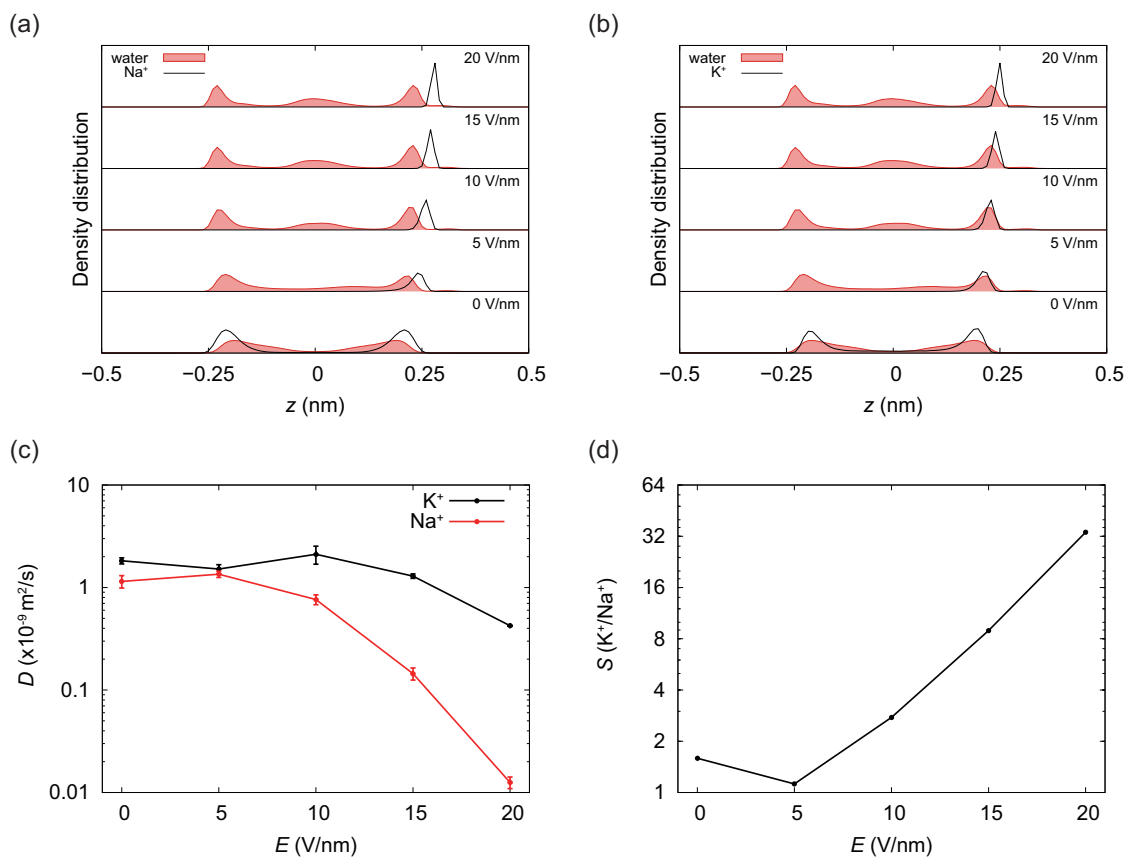 (a)
water
Na⁺
20 V/nm
15 V/nm
10 V/nm
5 V/nm
0 V/nm
Density distribution
−0.5 −0.25 0 0.25 0.5
z (nm)
(b)
water
K⁺
20 V/nm
15 V/nm
10 V/nm
5 V/nm
0 V/nm
Density distribution
−0.5 −0.25 0 0.25 0.5
z (nm)
(c)
K⁺
Na⁺
10
1
0.1
0.01
D (x10⁻⁹ m²/s)
0 5 10 15 20
E (V/nm)
(d)
64
32
16
8
4
2
1
S (K⁺/Na⁺)
0 5 10 15 20
E (V/nm)